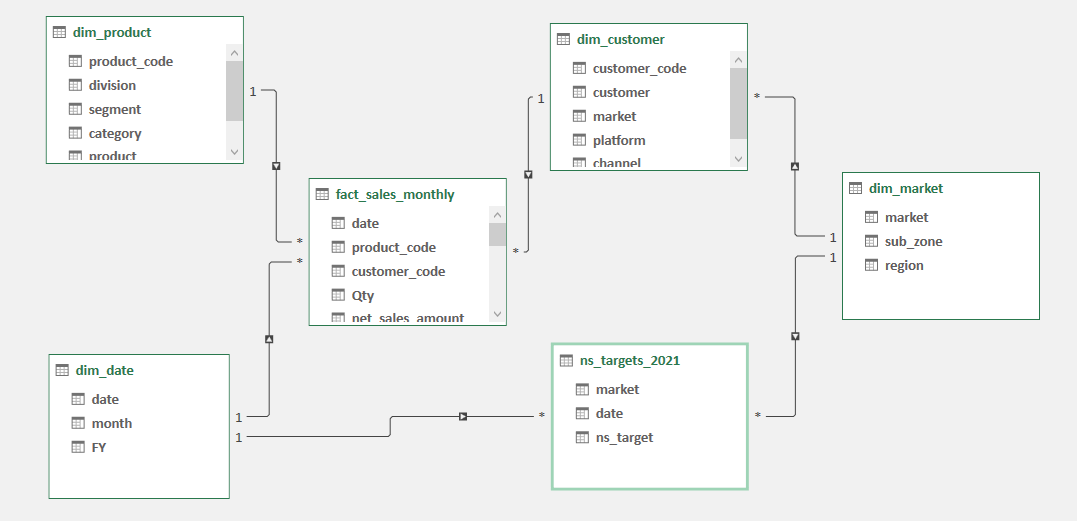 dim_product
product_code
division
segment
category
product
1
*
dim_customer
customer_code
customer
market
platform
channel
1
*
fact_sales_monthly
date
product_code
customer_code
Qty
net_sales_amount
*
*
dim_market
market
sub_zone
region
1
1
dim_date
date
month
FY
1
1
ns_targets_2021
market
date
ns_target
*
*